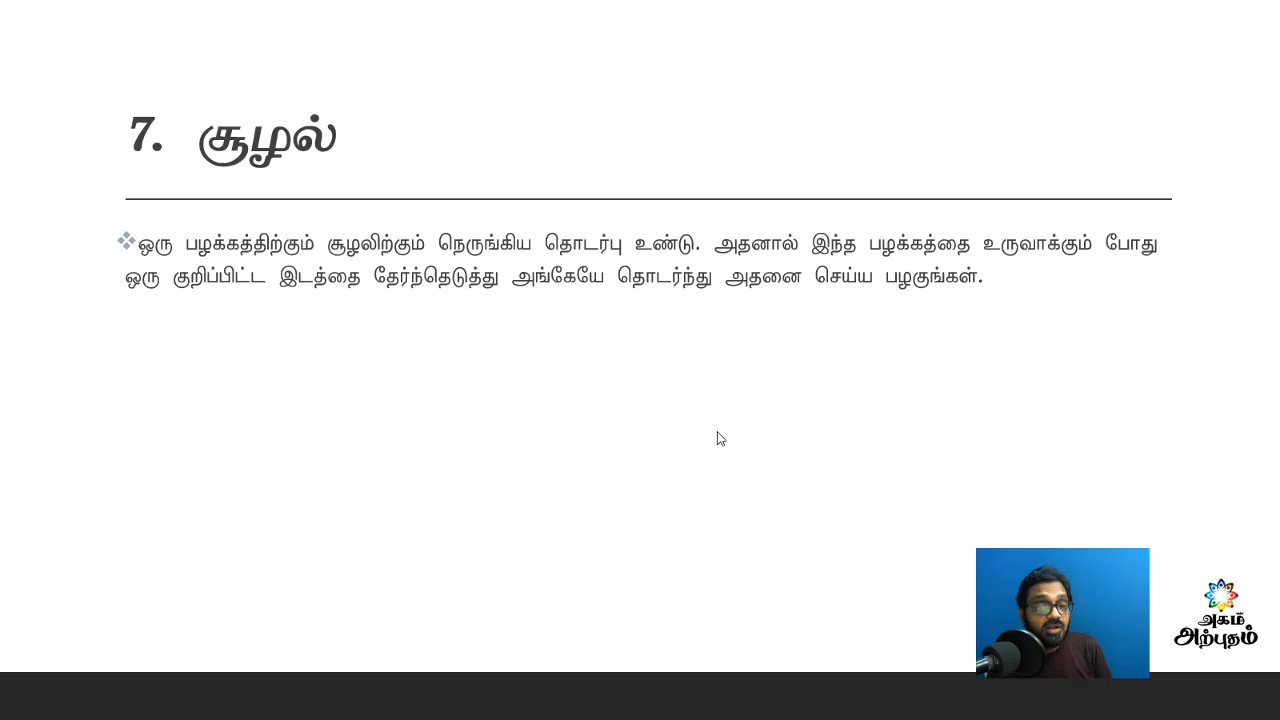 7. சூழல்
ஒரு பழக்கத்திற்கும் சூழலிற்கும் நெருங்கிய தொடர்பு உண்டு. அதனால் இந்த பழக்கத்தை உருவாக்கும் போது
ஒரு குறிப்பிட்ட இடத்தை தேர்ந்தெடுத்து அங்கேயே தொடர்ந்து அதனை செய்ய பழகுங்கள்.
அகம்
அற்புதம்